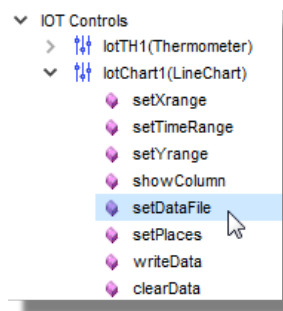 IOT Controls
IotTH1(Thermometer)
IotChart1(LineChart)
setXrange
setTimeRange
setYrange
showColumn
setDataFile
setPlaces
writeData
clearData